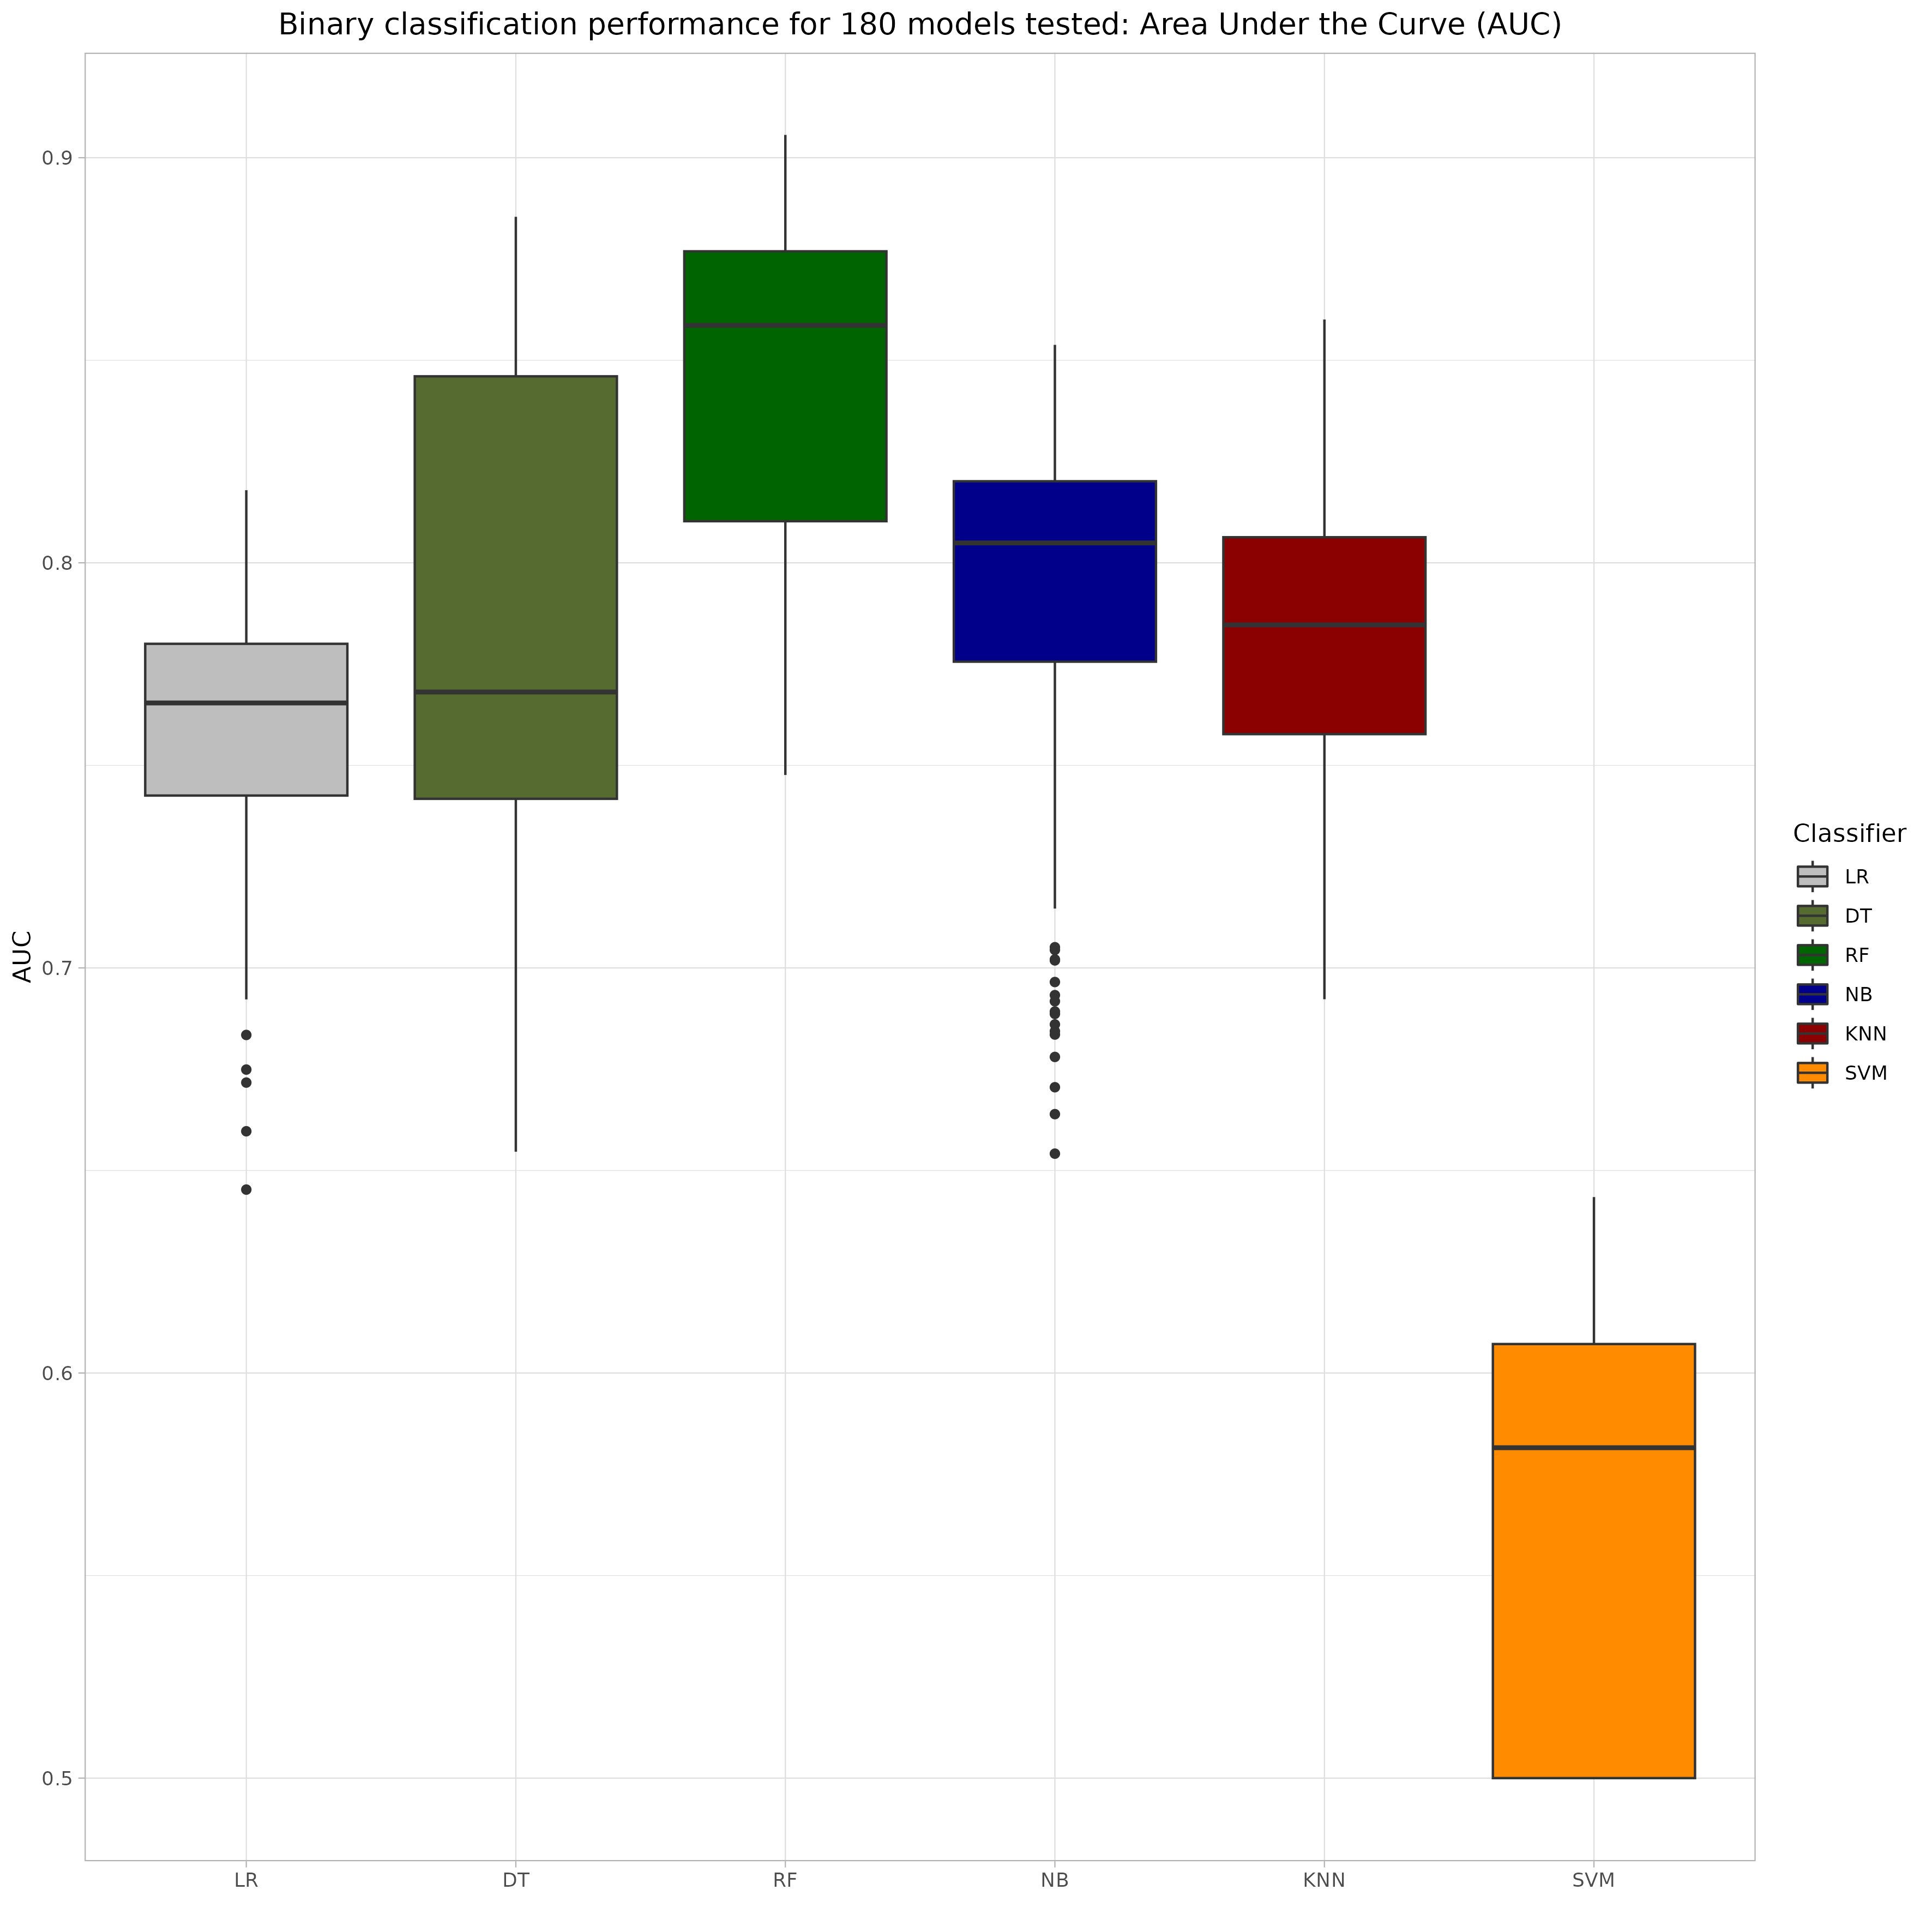 Binary classification performance for 180 models tested: Area Under the Curve (AUC)
0.9
0.8
0.7
0.6
0.5
AUC
LR
DT
RF
NB
KNN
SVM
Classifier
LR
DT
RF
NB
KNN
SVM